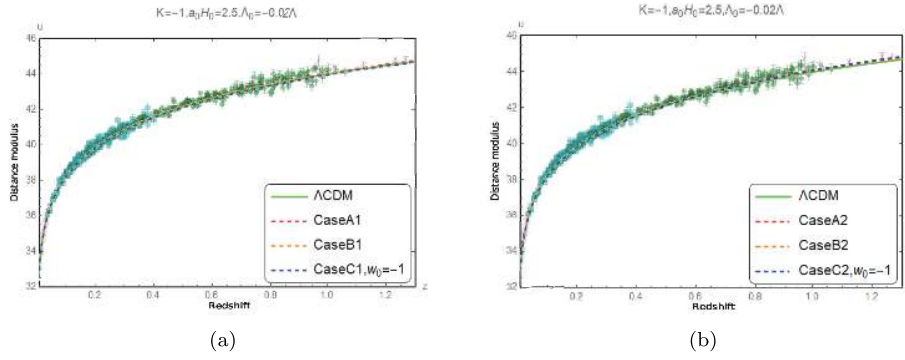 K=−1,a₀H₀=2.5,Λ₀=−0.02Λ
u
46
44
42
40
38
36
34
32
Distance modulus
ΛCDM
CaseA1
CaseB1
CaseC1,w₀=−1
0.2 0.4 0.6 0.8 1.0 1.2 z
Redshift
(a)
K=−1,a₀H₀=2.5,Λ₀=−0.02Λ
u
46
44
42
40
38
36
34
32
Distance modulus
ΛCDM
CaseA2
CaseB2
CaseC2,w₀=−1
0.2 0.4 0.6 0.8 1.0 1.2
Redshift
(b)